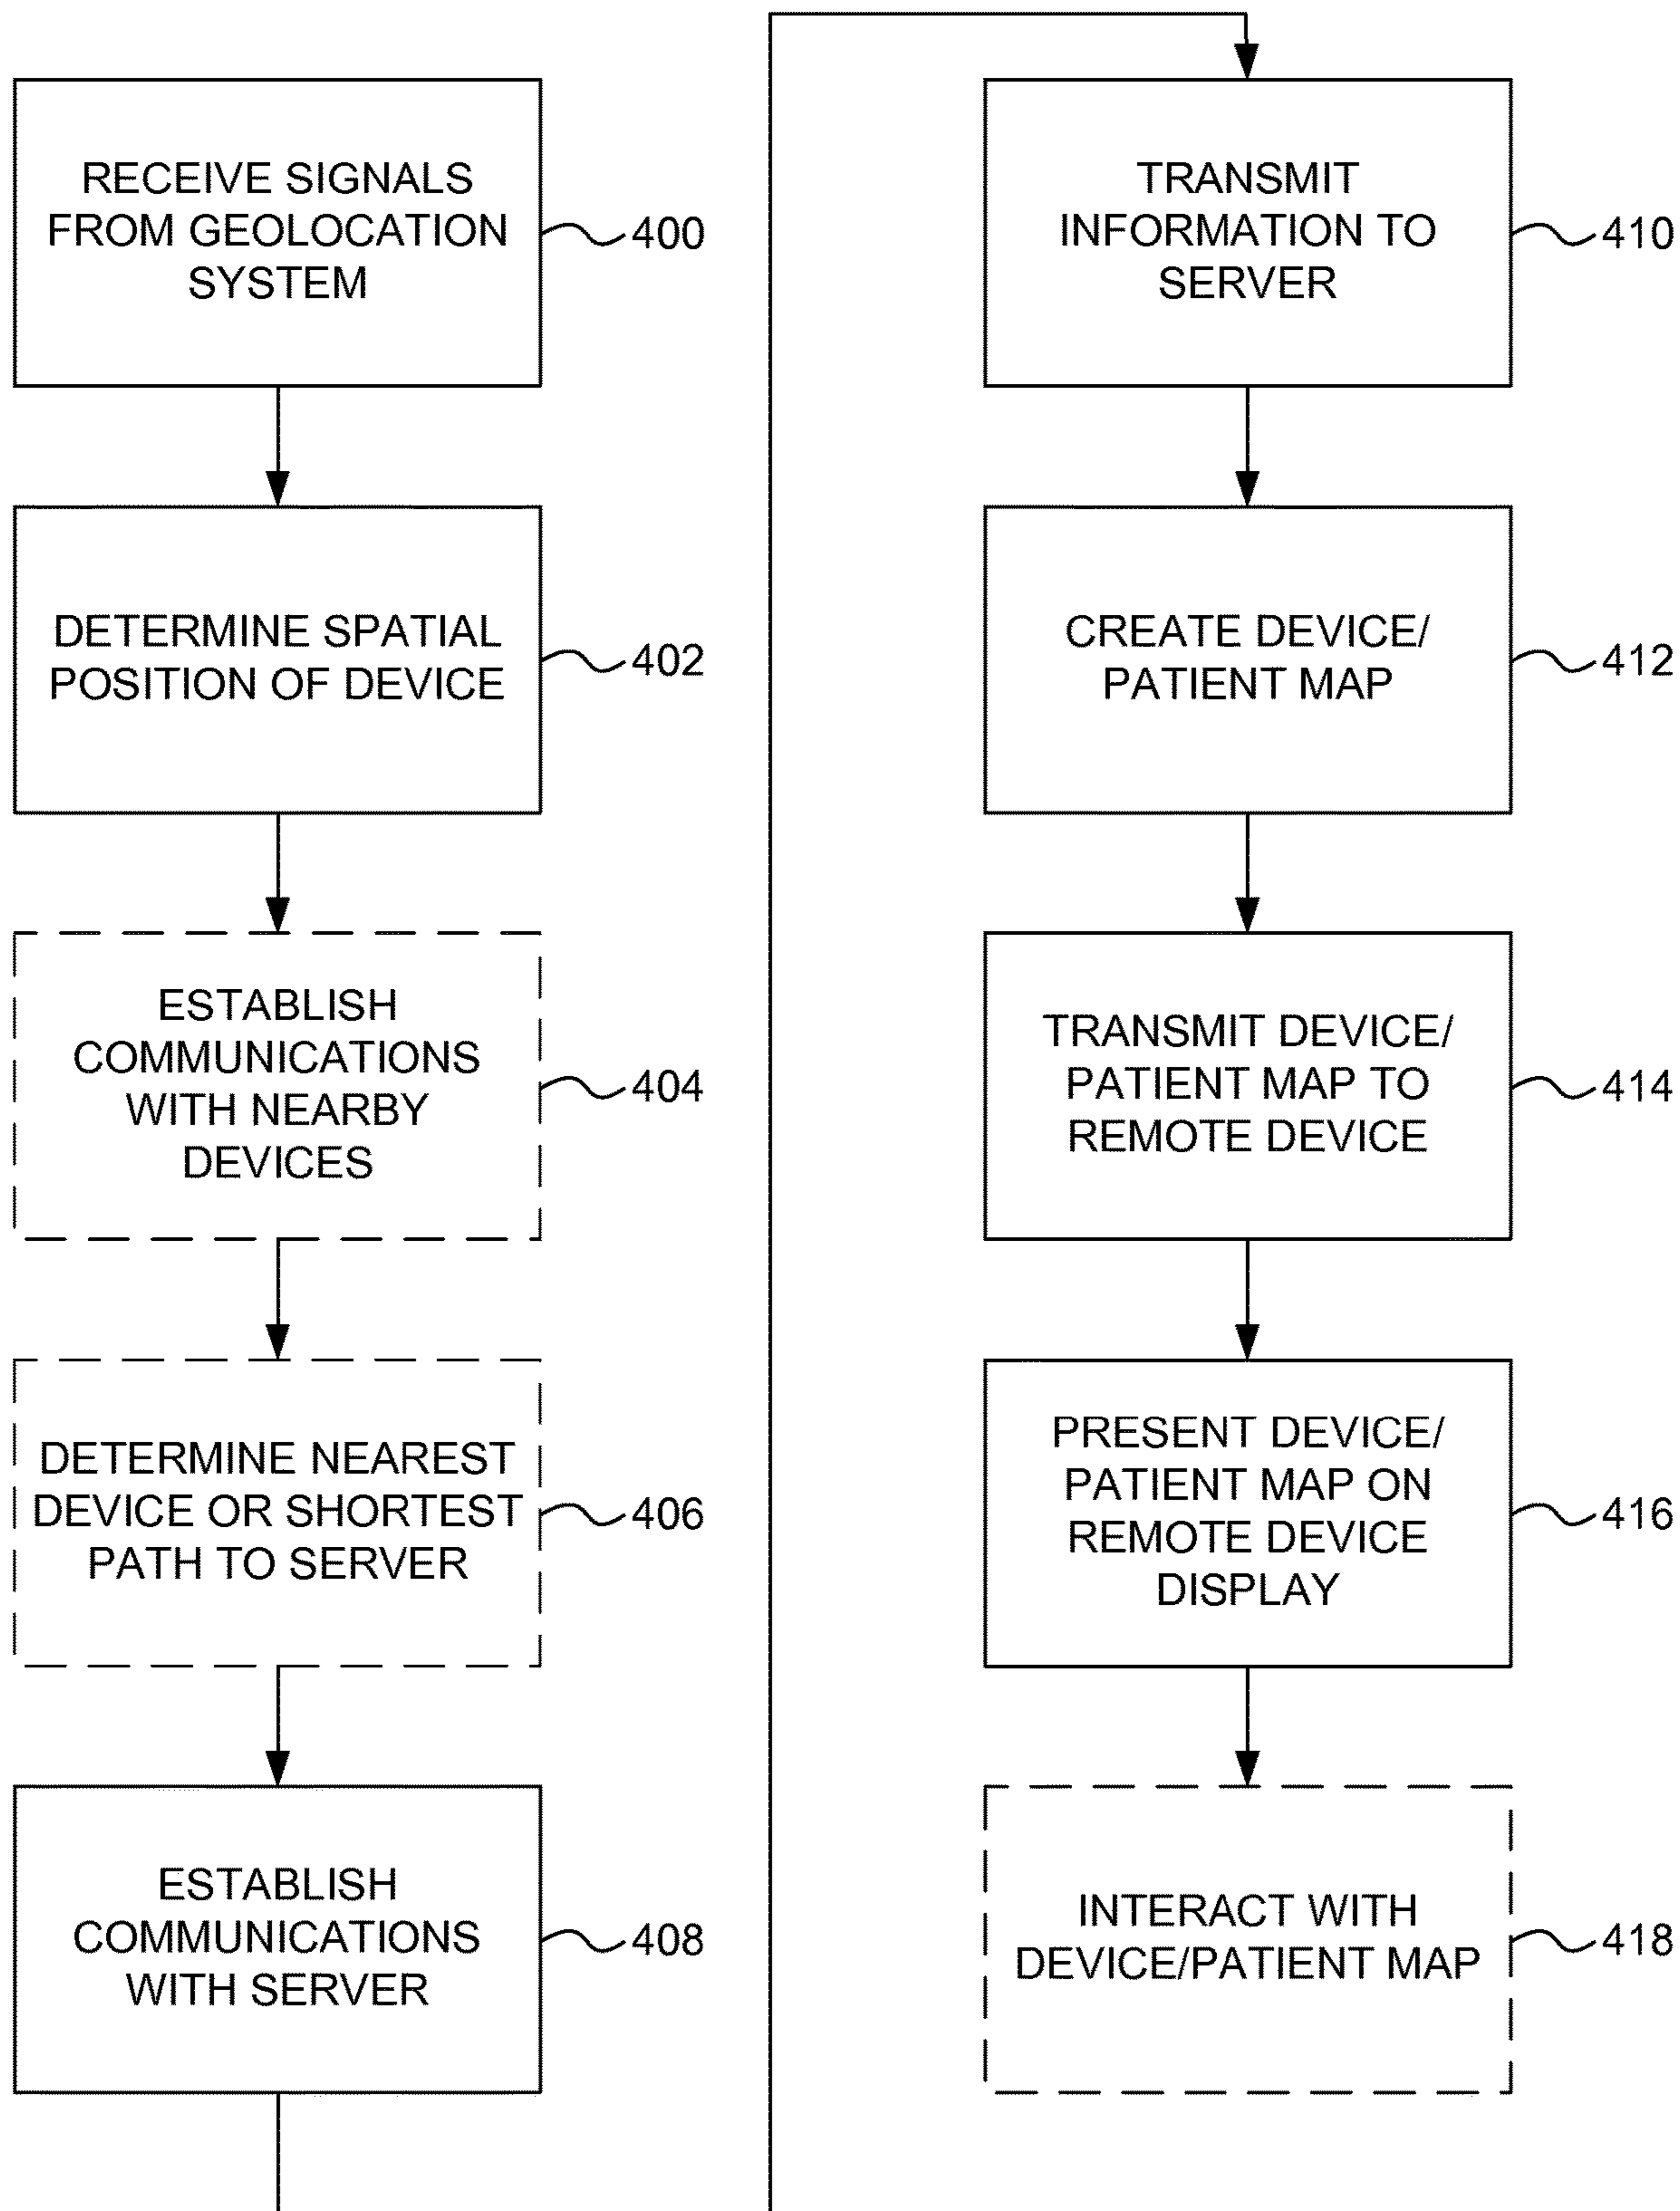 RECEIVE SIGNALS
FROM GEOLOCATION
SYSTEM
400
DETERMINE SPATIAL
POSITION OF DEVICE
402
ESTABLISH
COMMUNICATIONS
WITH NEARBY
DEVICES
404
DETERMINE NEAREST
DEVICE OR SHORTEST
PATH TO SERVER
406
ESTABLISH
COMMUNICATIONS
WITH SERVER
408
TRANSMIT
INFORMATION TO
SERVER
410
CREATE DEVICE/
PATIENT MAP
412
TRANSMIT DEVICE/
PATIENT MAP TO
REMOTE DEVICE
414
PRESENT DEVICE/
PATIENT MAP ON
REMOTE DEVICE
DISPLAY
416
INTERACT WITH
DEVICE/PATIENT MAP
418